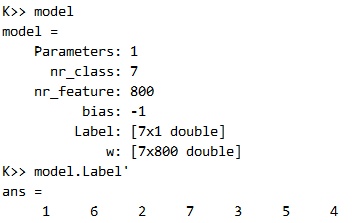 K>> model
model =
Parameters: 1
nr_class: 7
nr_feature: 800
bias: -1
Label: [7x1 double]
w: [7x800 double]
K>> model.Label'
ans =
1 6 2 7 3 5 4